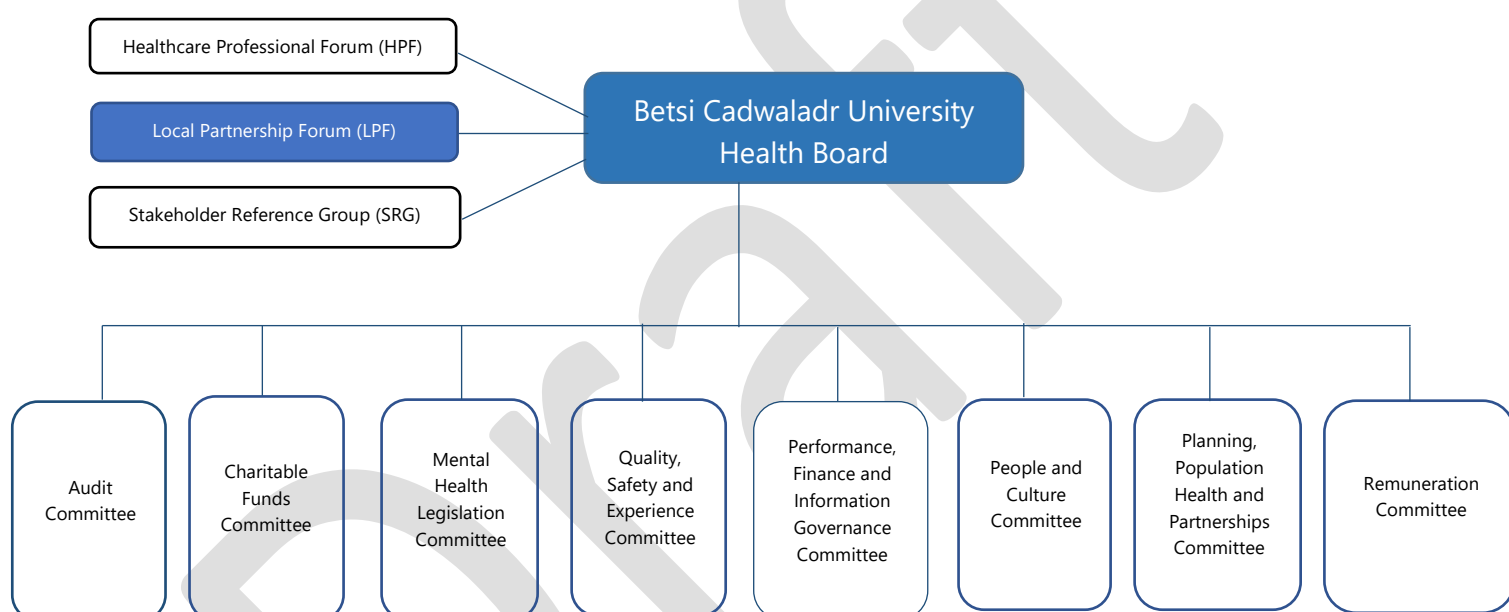 Healthcare Professional Forum (HPF)
Local Partnership Forum (LPF)
Stakeholder Reference Group (SRG)
Betsi Cadwaladr University
Health Board
Audit
Committee
Charitable
Funds
Committee
Mental
Health
Legislation
Committee
Quality,
Safety and
Experience
Committee
Performance,
Finance and
Information
Governance
Committee
People and
Culture
Committee
Planning,
Population
Health and
Partnerships
Committee
Remuneration
Committee
Draft